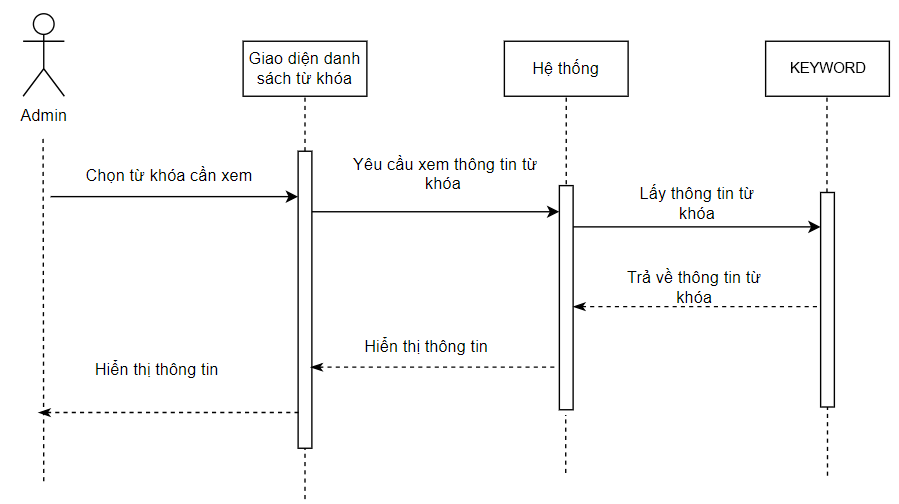 Giao diện danh
sách từ khóa
Hệ thống
KEYWORD
Admin
Chọn từ khóa cần xem
Yêu cầu xem thông tin từ
khóa
Lấy thông tin từ
khóa
Trả về thông tin từ
khóa
Hiển thị thông tin
Hiển thị thông tin